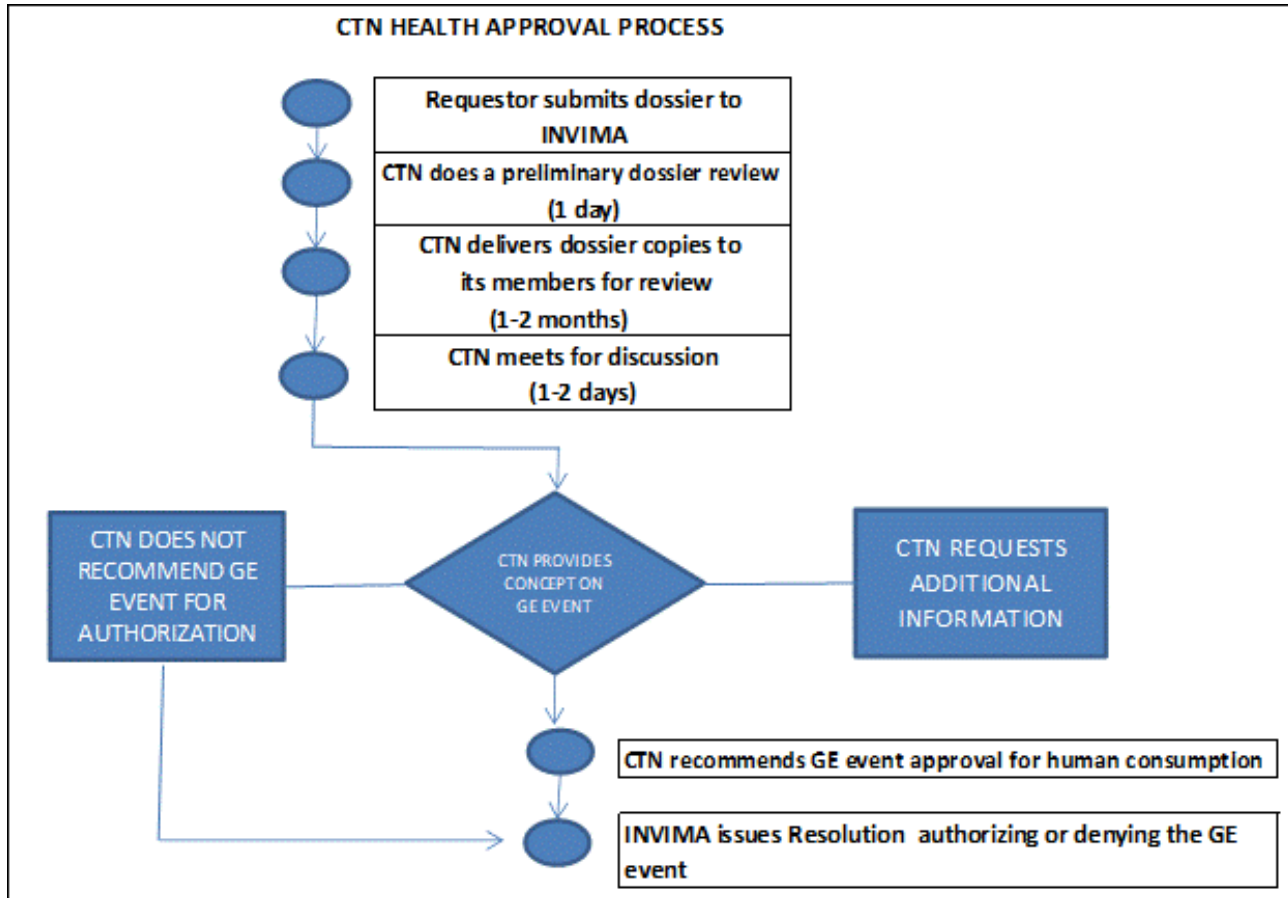 CTN HEALTH APPROVAL PROCESS
Requestor submits dossier to
INVIMA
CTN does a preliminary dossier review
(1 day)
CTN delivers dossier copies to
its members for review
(1-2 months)
CTN meets for discussion
(1-2 days)
CTN DOES NOT
RECOMMEND GE
EVENT FOR
AUTHORIZATION
CTN PROVIDES
CONCEPT ON
GE EVENT
CTN REQUESTS
ADDITIONAL
INFORMATION
CTN recommends GE event approval for human consumption
INVIMA issues Resolution authorizing or denying the GE
event